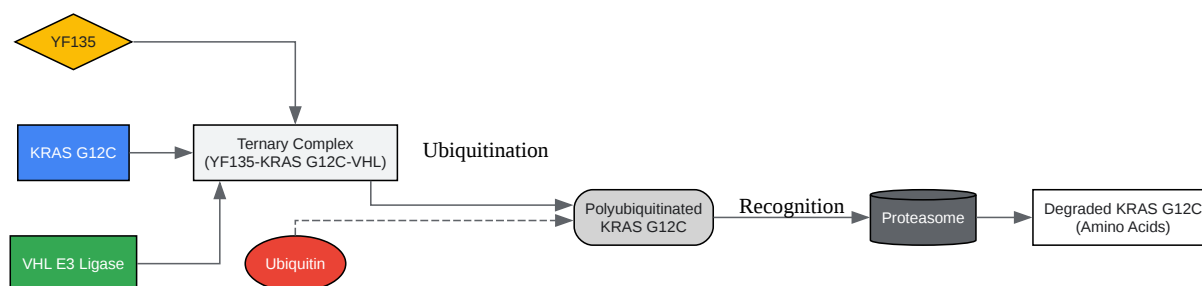 YF135
KRAS G12C
Ternary Complex
(YF135-KRAS G12C-VHL)
Ubiquitination
VHL E3 Ligase
Ubiquitin
Polyubiquitinated
KRAS G12C
Recognition
Proteasome
Degraded KRAS G12C
(Amino Acids)